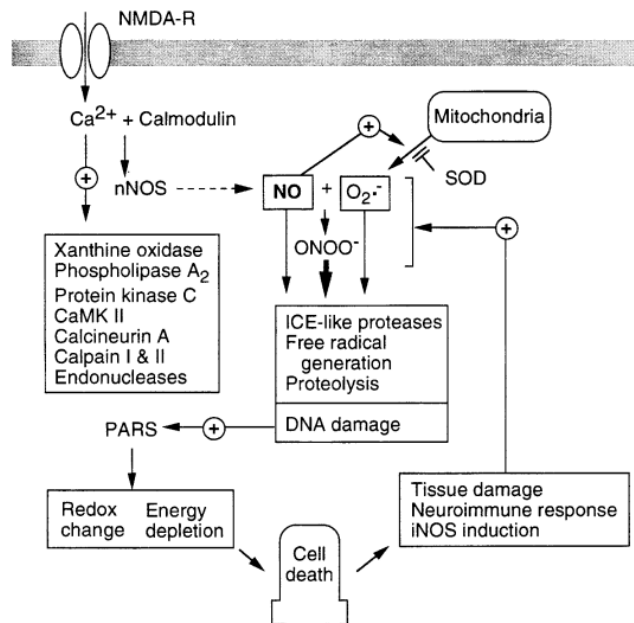 NMDA-R
Ca2+ + Calmodulin
+
Mitochondria
+
nNOS
NO + O2.-
SOD
+
ONOO-
Xanthine oxidase
Phospholipase A2
Protein kinase C
CaMK II
Calcineurin A
Calpain I & II
Endonucleases
ICE-like proteases
Free radical
generation
Proteolysis
DNA damage
PARS
+
Redox
change
Energy
depletion
Cell
death
Tissue damage
Neuroimmune response
iNOS induction